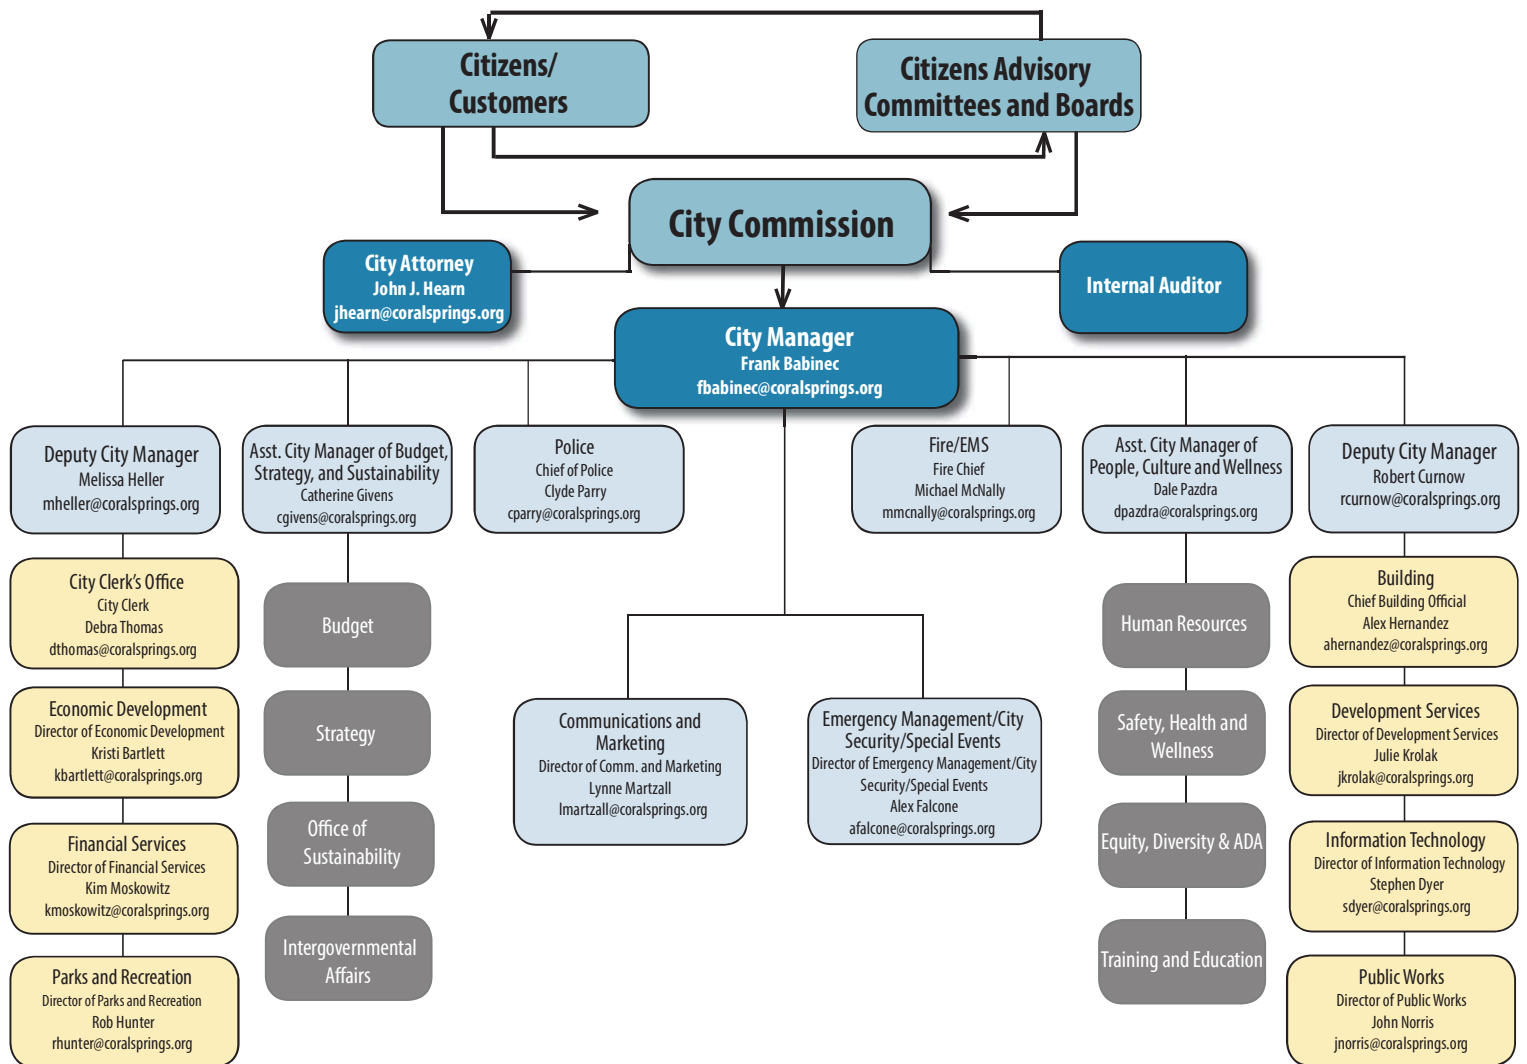 Citizens/
Customers
Citizens Advisory
Committees and Boards
City Commission
City Attorney
John J. Hearn
jhearn@coralsprings.org
Internal Auditor
City Manager
Frank Babinec
fbabinec@coralsprings.org
Deputy City Manager
Melissa Heller
mheller@coralsprings.org
Asst. City Manager of Budget,
Strategy, and Sustainability
Catherine Givens
cgivens@coralsprings.org
Police
Chief of Police
Clyde Parry
cparry@coralsprings.org
Fire/EMS
Fire Chief
Michael McNally
mmcnally@coralsprings.org
Asst. City Manager of
People, Culture and Wellness
Dale Pazdra
dpazdra@coralsprings.org
Deputy City Manager
Robert Curnow
rcurnow@coralsprings.org
City Clerk's Office
City Clerk
Debra Thomas
dthomas@coralsprings.org
Economic Development
Director of Economic Development
Kristi Bartlett
kbartlett@coralsprings.org
Financial Services
Director of Financial Services
Kim Moskowitz
kmoskowitz@coralsprings.org
Parks and Recreation
Director of Parks and Recreation
Rob Hunter
rhunter@coralsprings.org
Budget
Strategy
Office of
Sustainability
Intergovernmental
Affairs
Communications and
Marketing
Director of Comm. and Marketing
Lynne Martzall
lmartzall@coralsprings.org
Emergency Management/City
Security/Special Events
Director of Emergency Management/City
Security/Special Events
Alex Falcone
afalcone@coralsprings.org
Human Resources
Safety, Health and
Wellness
Equity, Diversity & ADA
Training and Education
Building
Chief Building Official
Alex Hernandez
ahernandez@coralsprings.org
Development Services
Director of Development Services
Julie Krolak
jkrolak@coralsprings.org
Information Technology
Director of Information Technology
Stephen Dyer
sdyer@coralsprings.org
Public Works
Director of Public Works
John Norris
jnorris@coralsprings.org